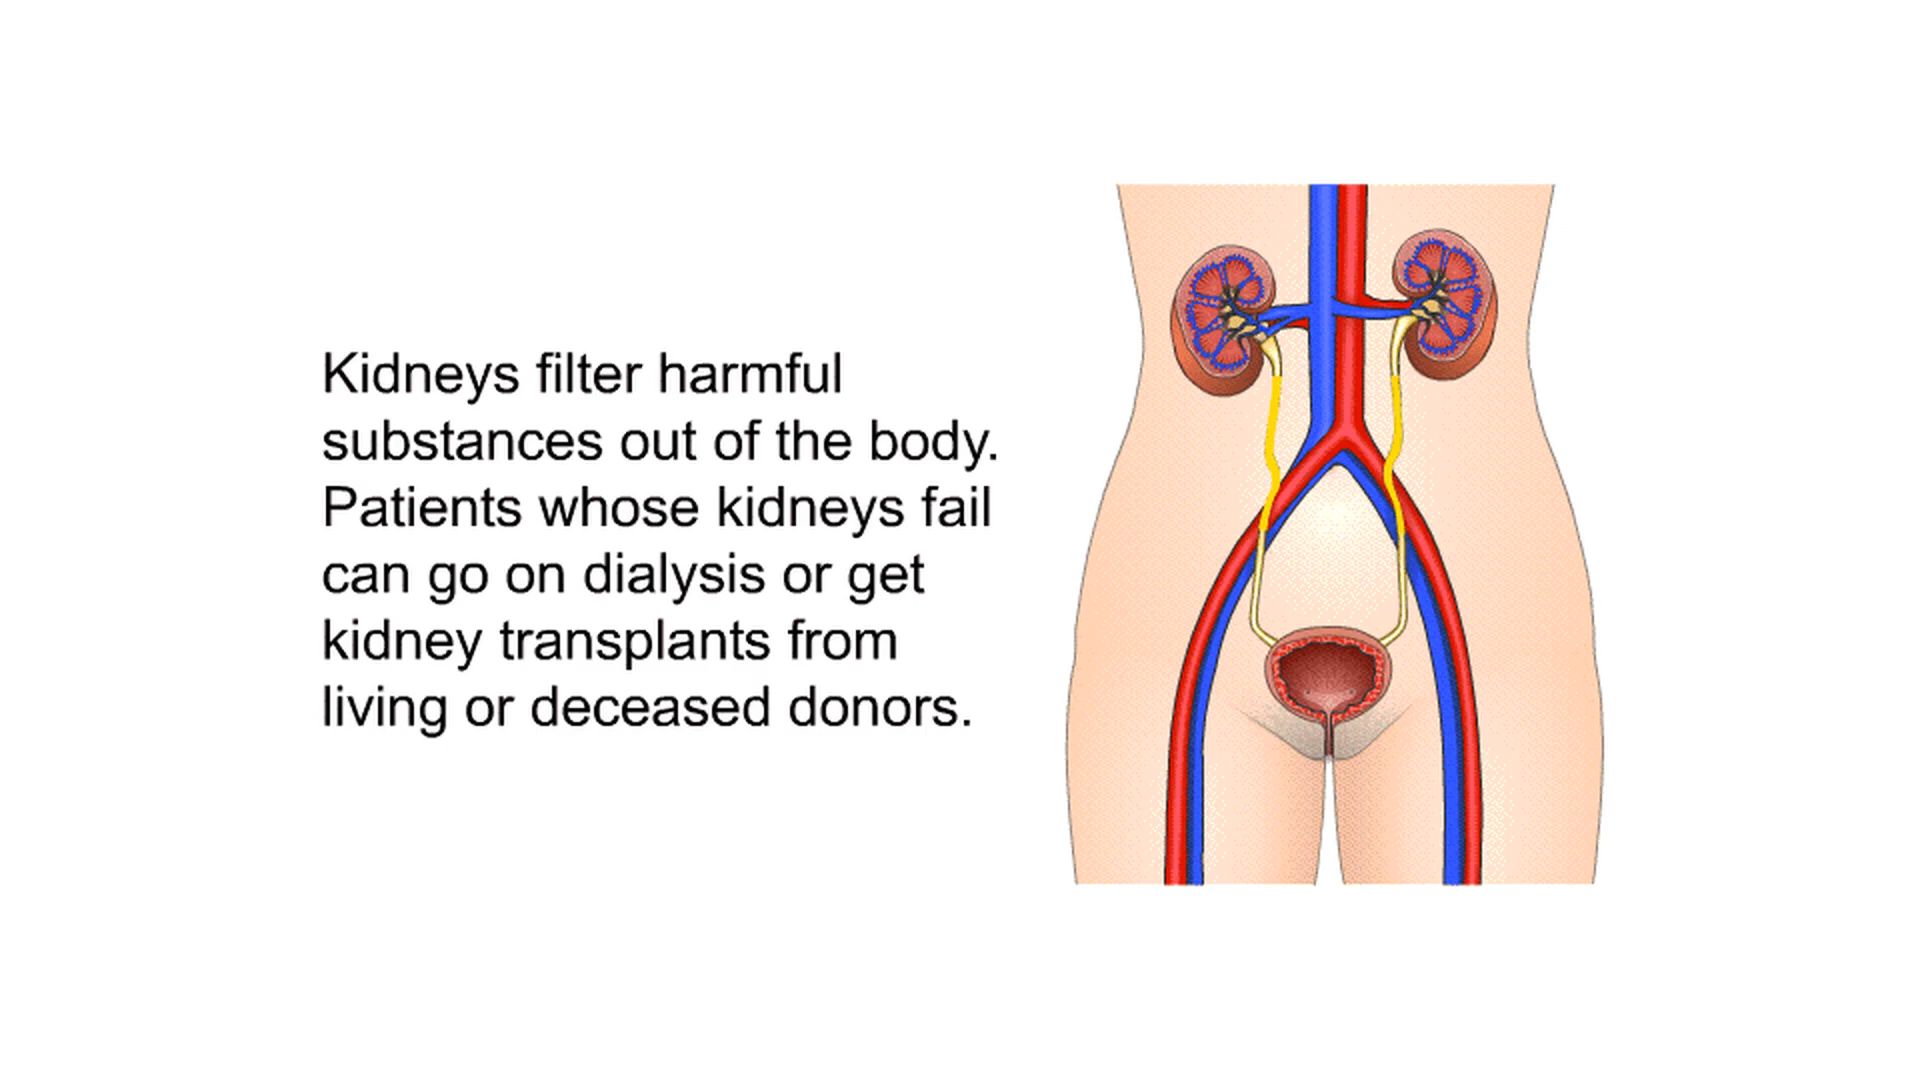 Kidneys filter harmful
substances out of the body.
Patients whose kidneys fail
can go on dialysis or get
kidney transplants from
living or deceased donors.